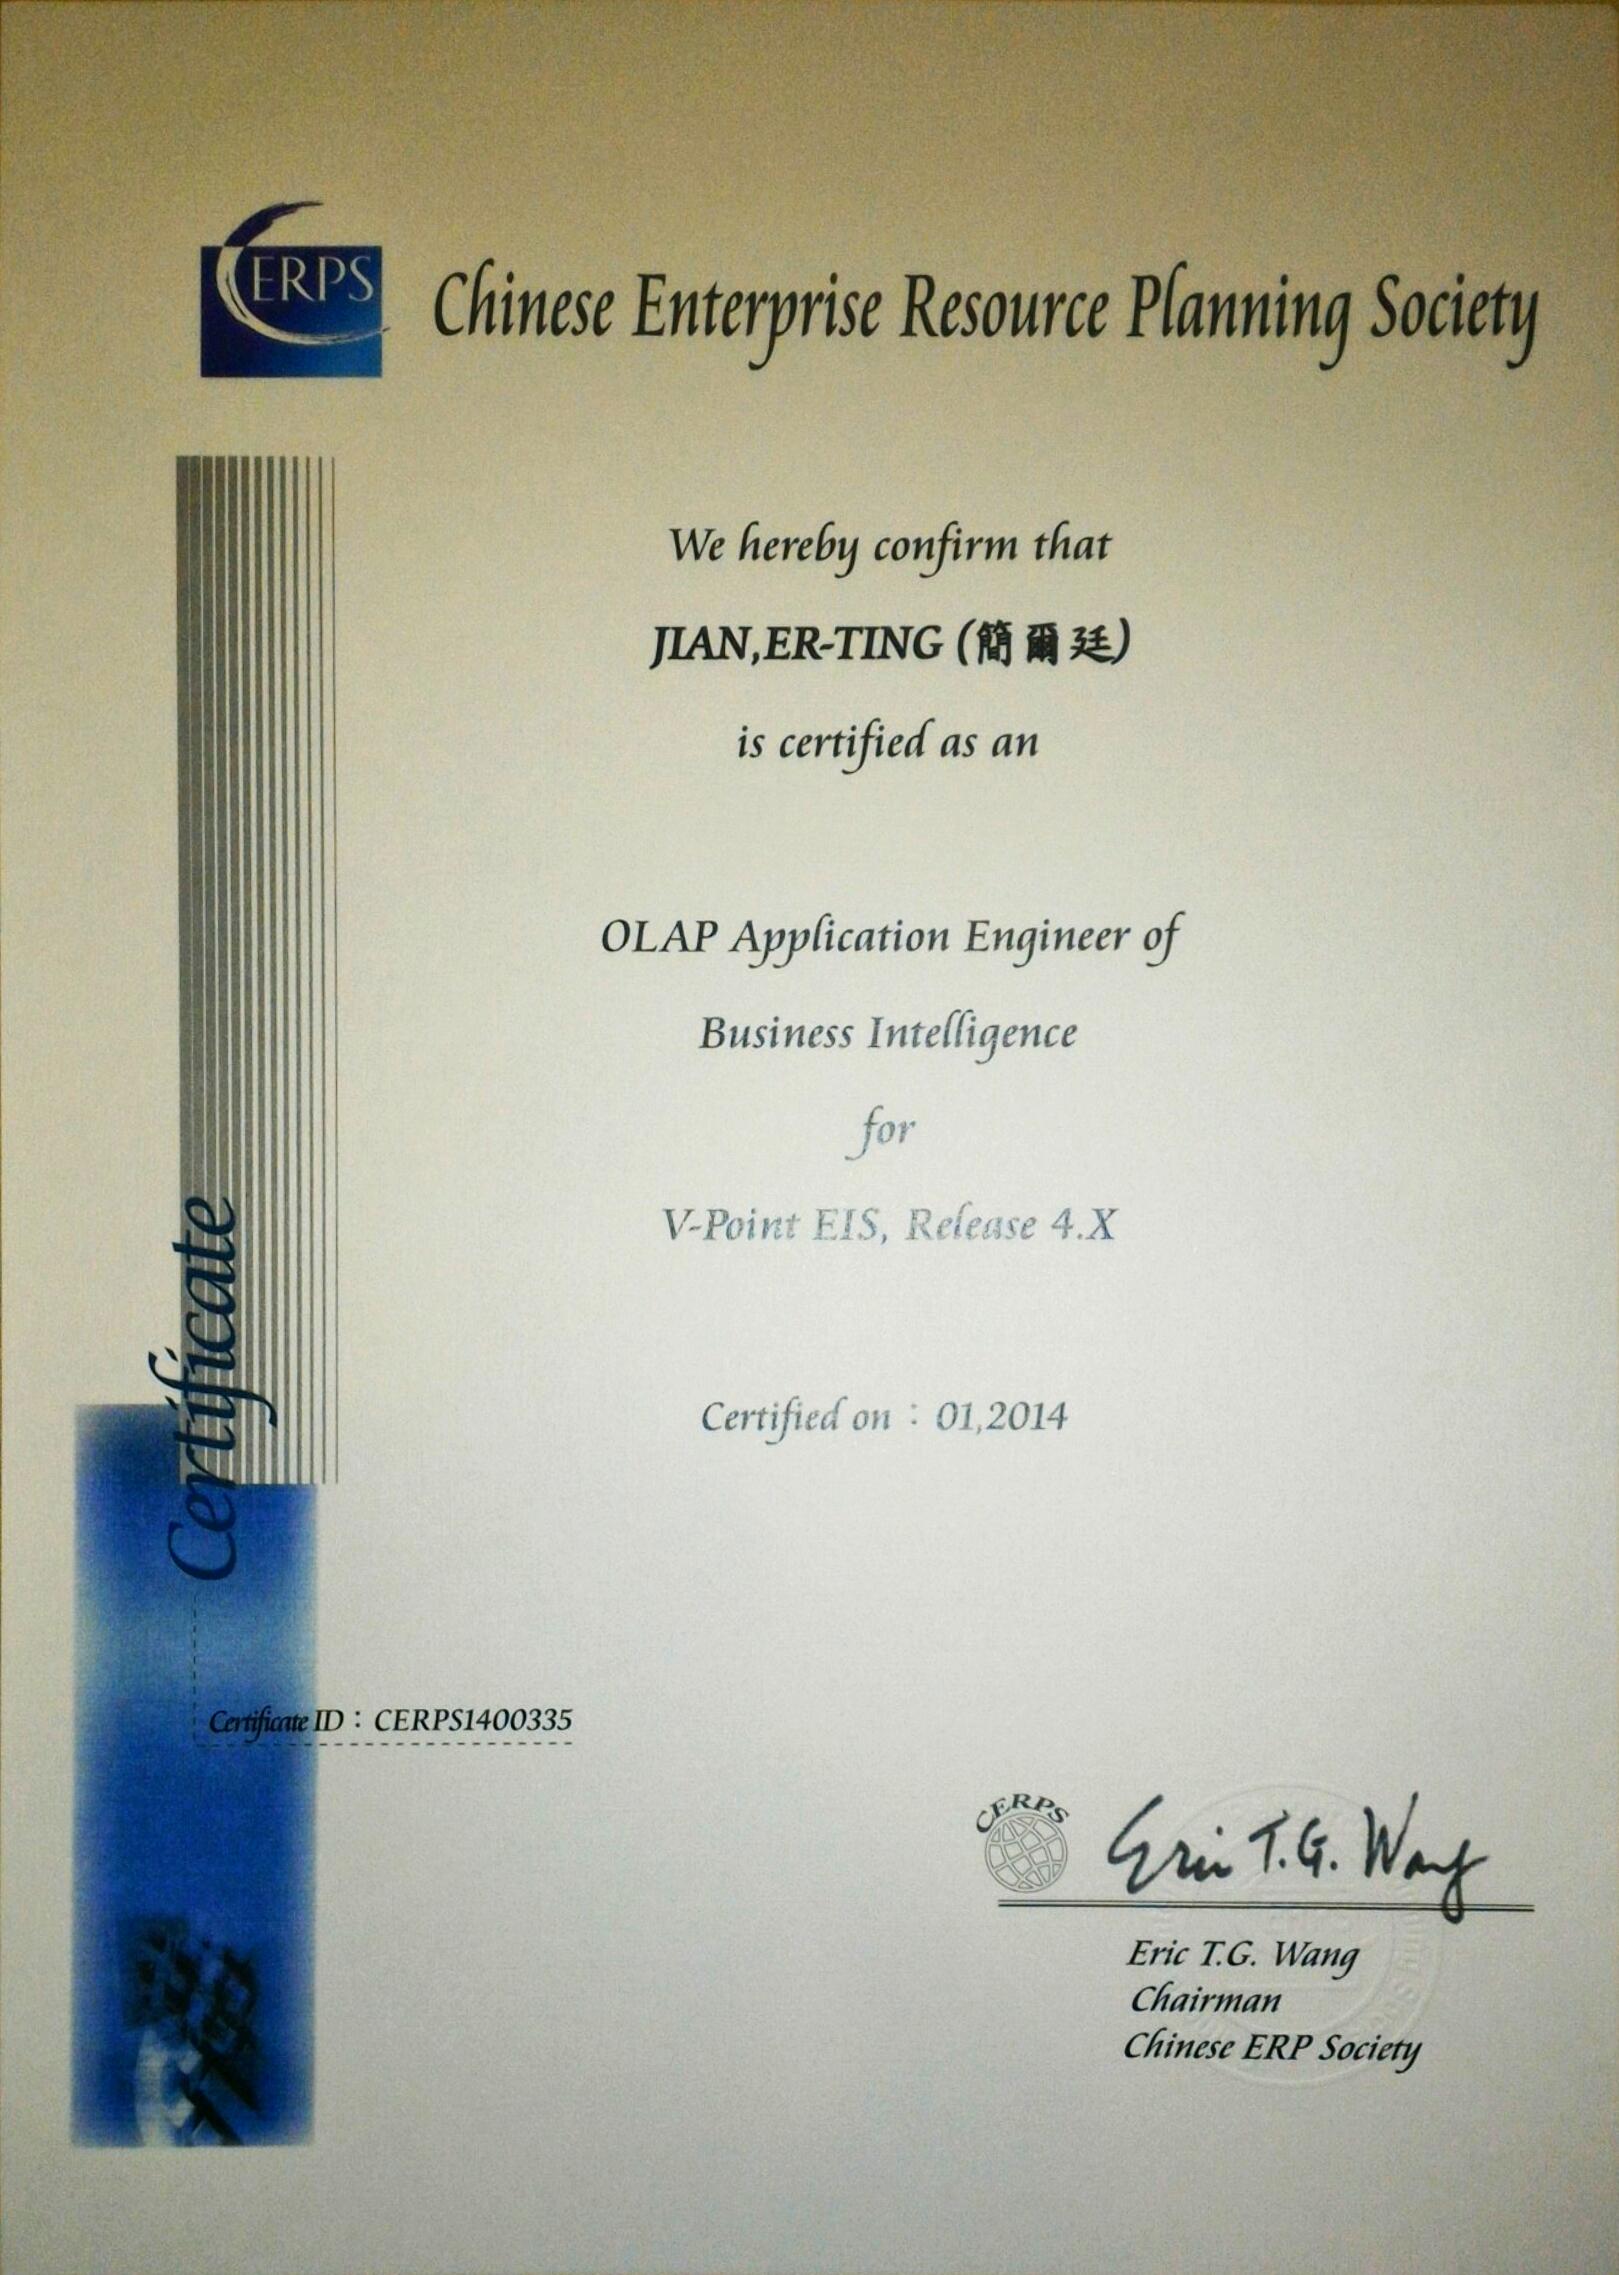 CERPS
Chinese Enterprise Resource Planning Society
We hereby confirm that
JIAN,ER-TING (簡爾廷)
is certified as an
OLAP Application Engineer of
Business Intelligence
for
V-Point EIS, Release 4.X
Certified on：01,2014
Certificate
Certificate ID：CERPS1400335
CERPS
Eric T.G. Wang
Eric T.G. Wang
Chairman
Chinese ERP Society